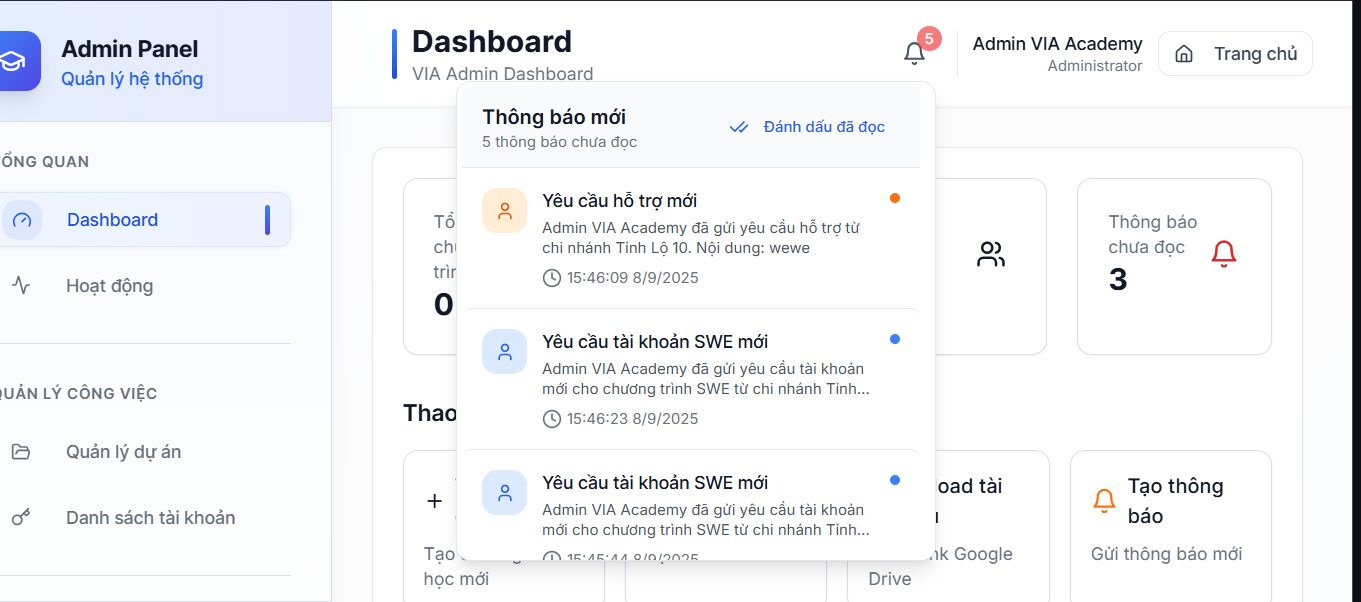 Admin Panel
Quản lý hệ thống
TỔNG QUAN
Dashboard
Hoạt động
QUẢN LÝ CÔNG VIỆC
Quản lý dự án
Danh sách tài khoản
Dashboard
VIA Admin Dashboard
5
Admin VIA Academy
Administrator
Trang chủ
Thông báo mới
5 thông báo chưa đọc
Đánh dấu đã đọc
Yêu cầu hỗ trợ mới
Admin VIA Academy đã gửi yêu cầu hỗ trợ từ
chi nhánh Tỉnh Lộ 10. Nội dung: wewe
15:46:09 8/9/2025
Yêu cầu tài khoản SWE mới
Admin VIA Academy đã gửi yêu cầu tài khoản
mới cho chương trình SWE từ chi nhánh Tỉnh...
15:46:23 8/9/2025
Yêu cầu tài khoản SWE mới
Admin VIA Academy đã gửi yêu cầu tài khoản
mới cho chương trình SWE từ chi nhánh Tỉnh...
15:45:44 8/9/2025
0
Thông báo
chưa đọc
3
Thao
Tạo
học mới
oad tài
Google
Drive
Tạo thông
báo
Gửi thông báo mới